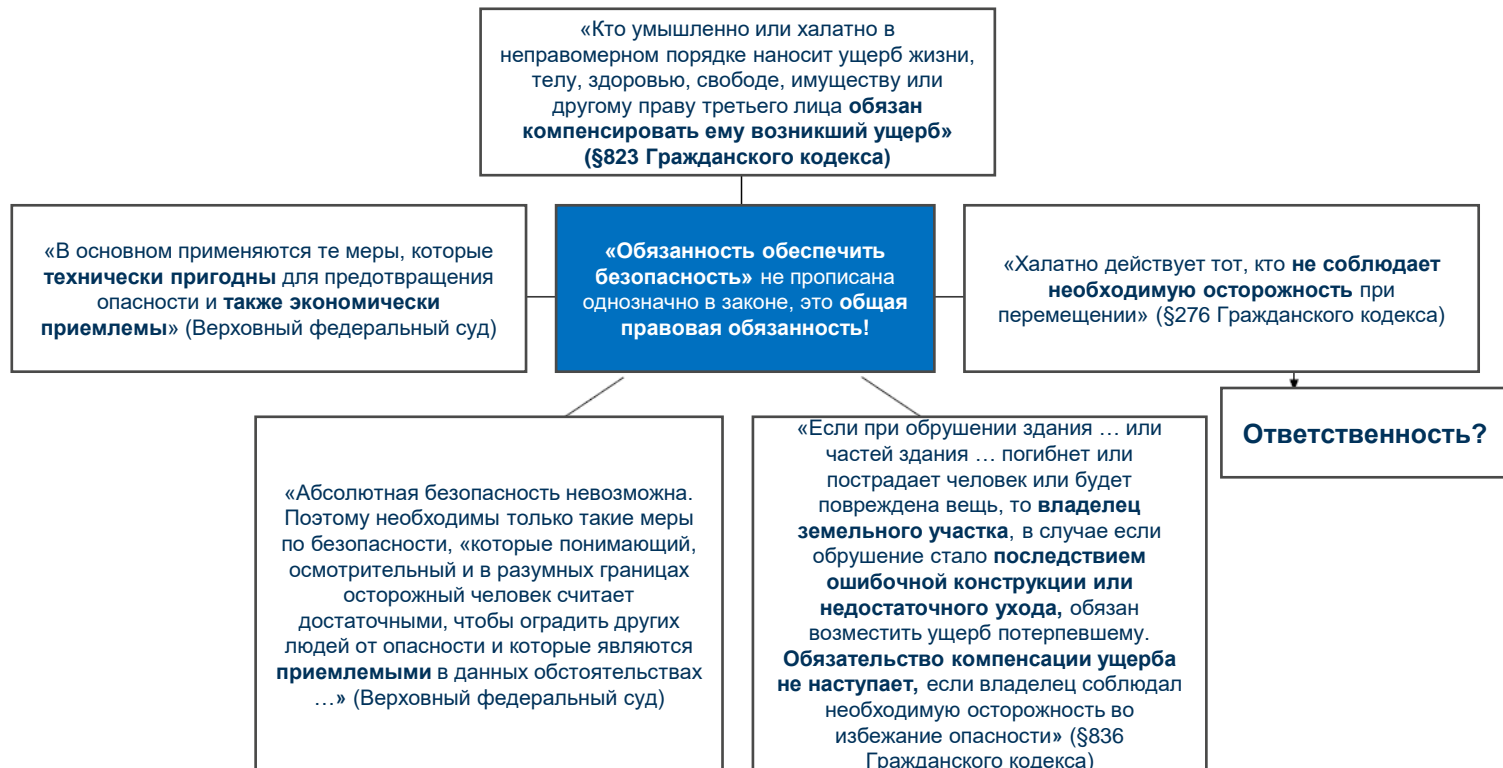 «Кто умышленно или халатно в
неправомерном порядке наносит ущерб жизни,
телу, здоровью, свободе, имуществу или
другому праву третьего лица обязан
компенсировать ему возникший ущерб»
(§823 Гражданского кодекса)
«В основном применяются те меры, которые
технически пригодны для предотвращения
опасности и также экономически
приемлемы» (Верховный федеральный суд)
«Обязанность обеспечить
безопасность» не прописана
однозначно в законе, это общая
правовая обязанность!
«Халатно действует тот, кто не соблюдает
необходимую осторожность при
перемещении» (§276 Гражданского кодекса)
Ответственность?
«Абсолютная безопасность невозможна.
Поэтому необходимы только такие меры
по безопасности, «которые понимающий,
осмотрительный и в разумных границах
осторожный человек считает
достаточными, чтобы оградить других
людей от опасности и которые являются
приемлемыми в данных обстоятельствах
…» (Верховный федеральный суд)
«Если при обрушении здания … или
частей здания … погибнет или
пострадает человек или будет
повреждена вещь, то владелец
земельного участка, в случае если
обрушение стало последствием
ошибочной конструкции или
недостаточного ухода, обязан
возместить ущерб потерпевшему.
Обязательство компенсации ущерба
не наступает, если владелец соблюдал
необходимую осторожность во
избежание опасности» (§836
Гражданского кодекса)